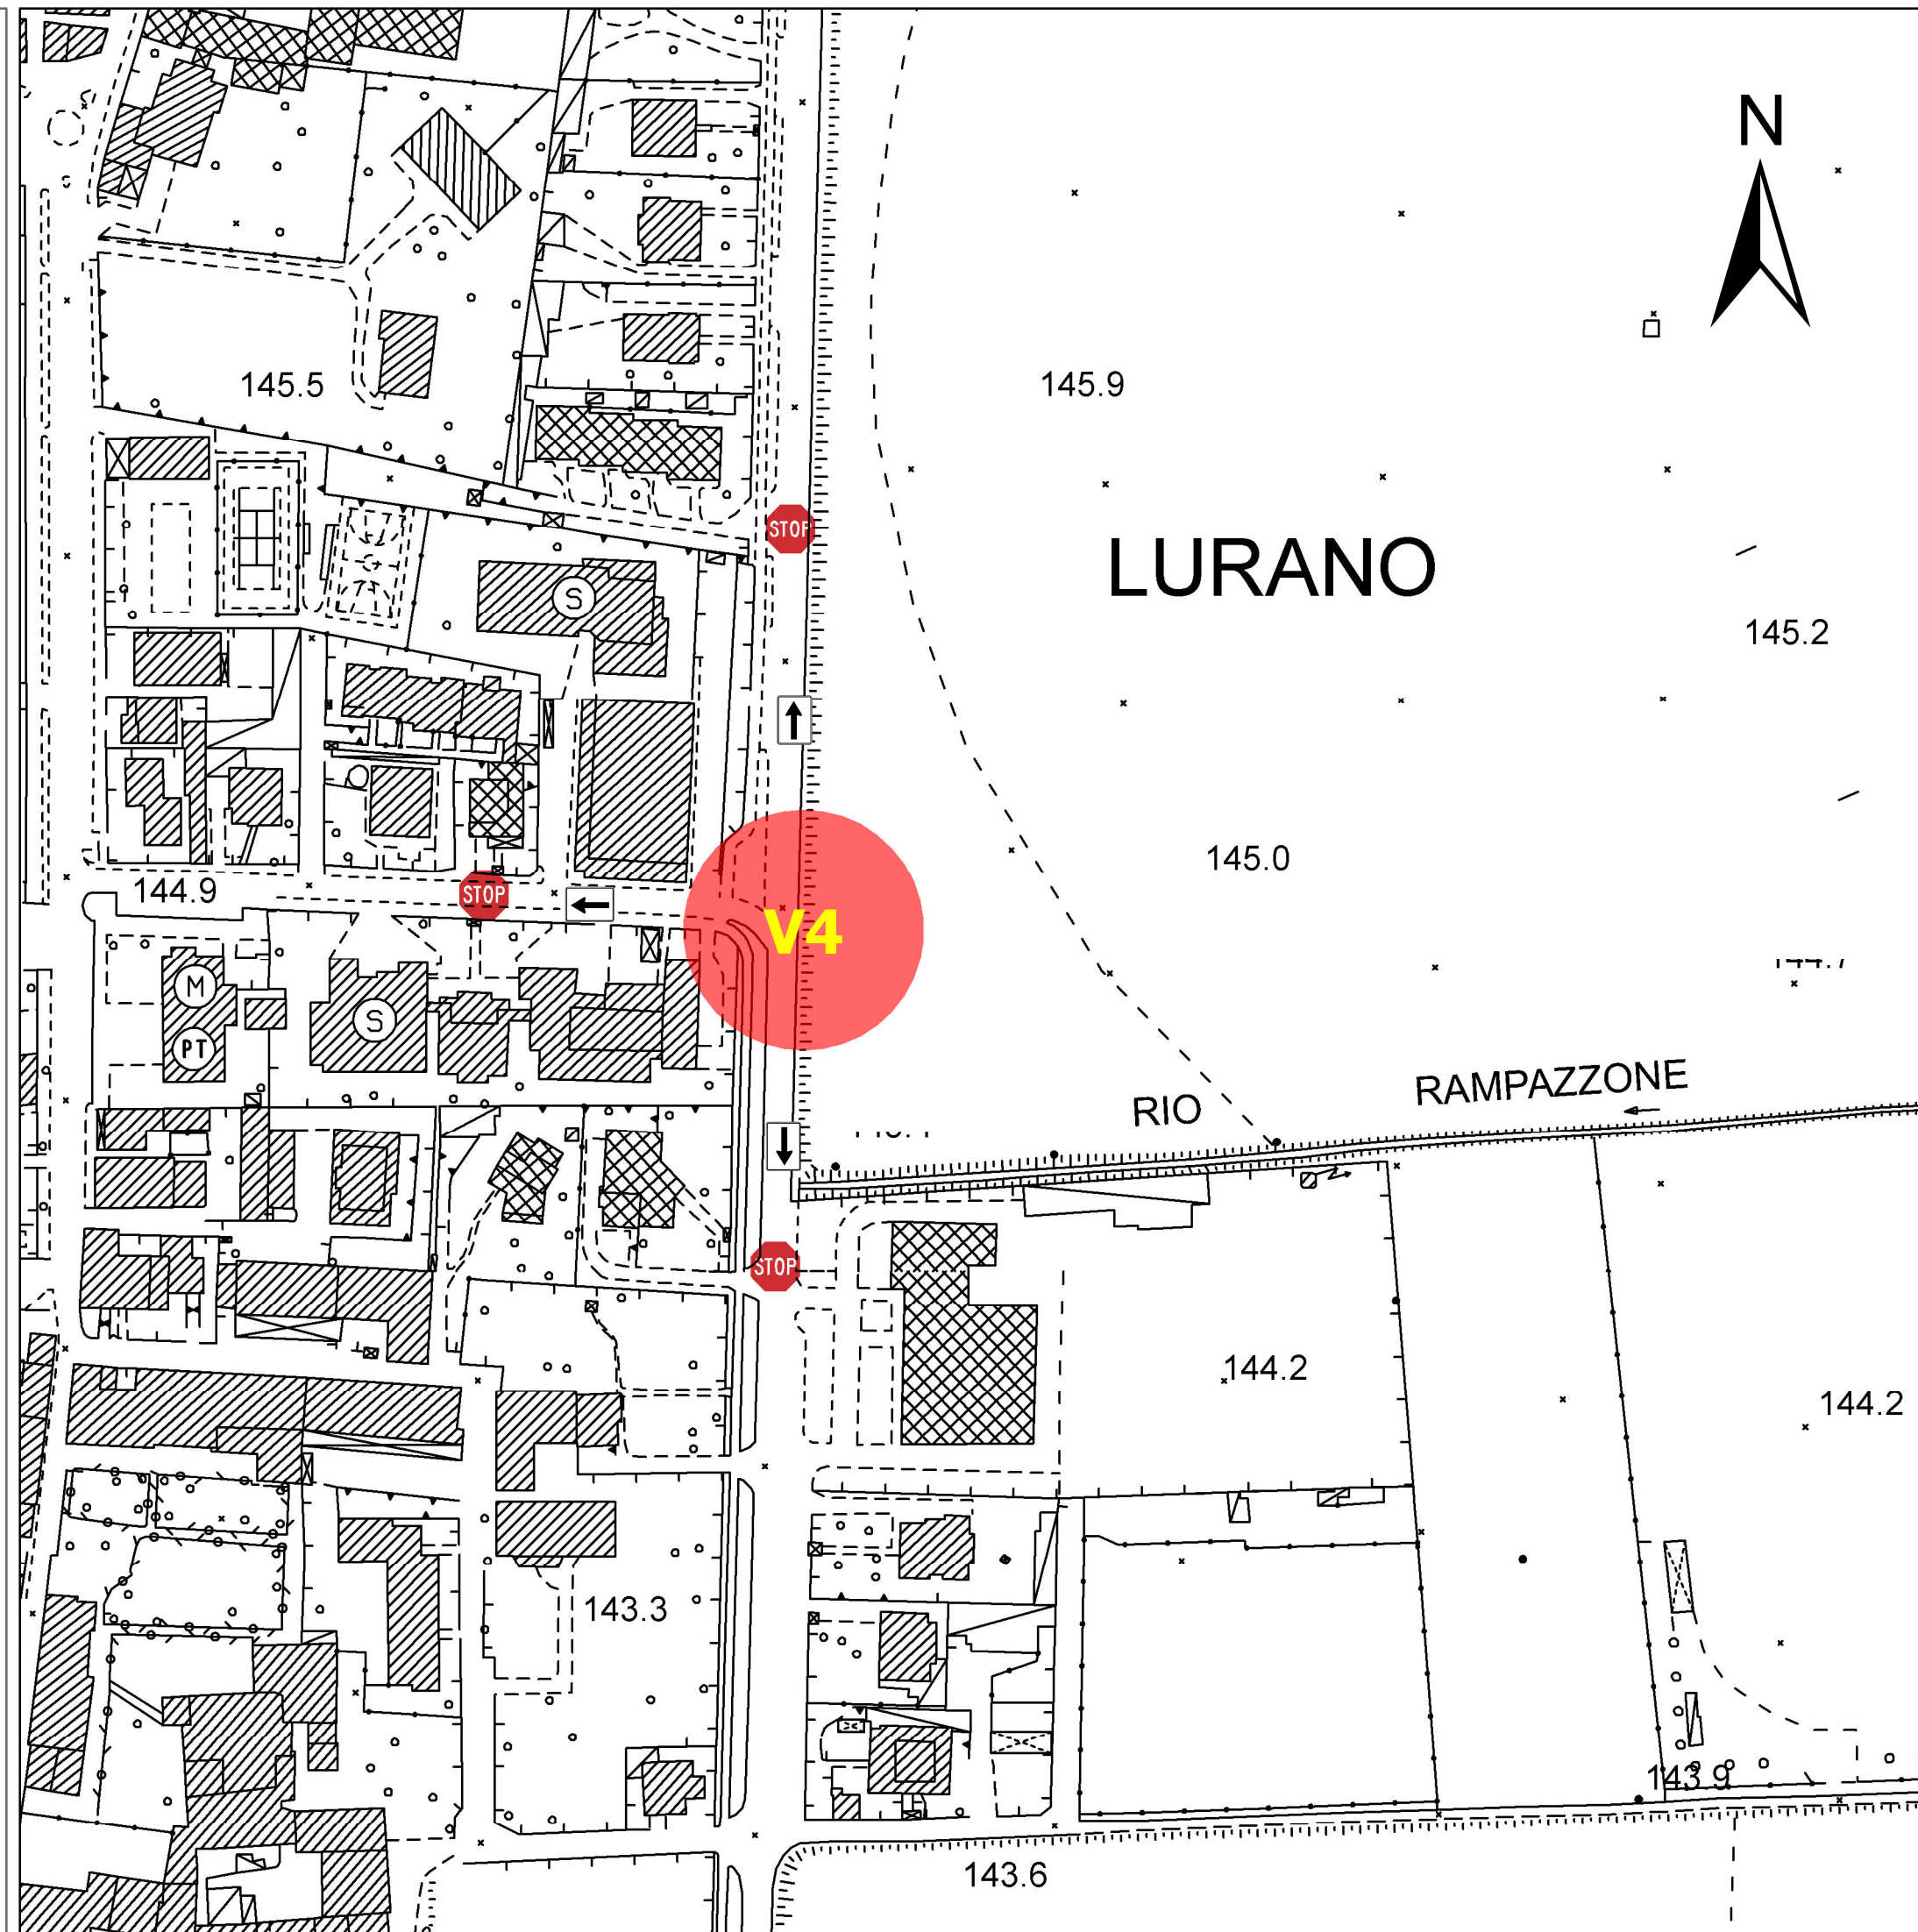 N
145.5
145.9
STOP
LURANO
S
145.2
145.0
STOP
144.9
V4
M
S
PT
RAMPAZZONE
RIO
STOP
144.2
144.2
143.3
143.9
143.6